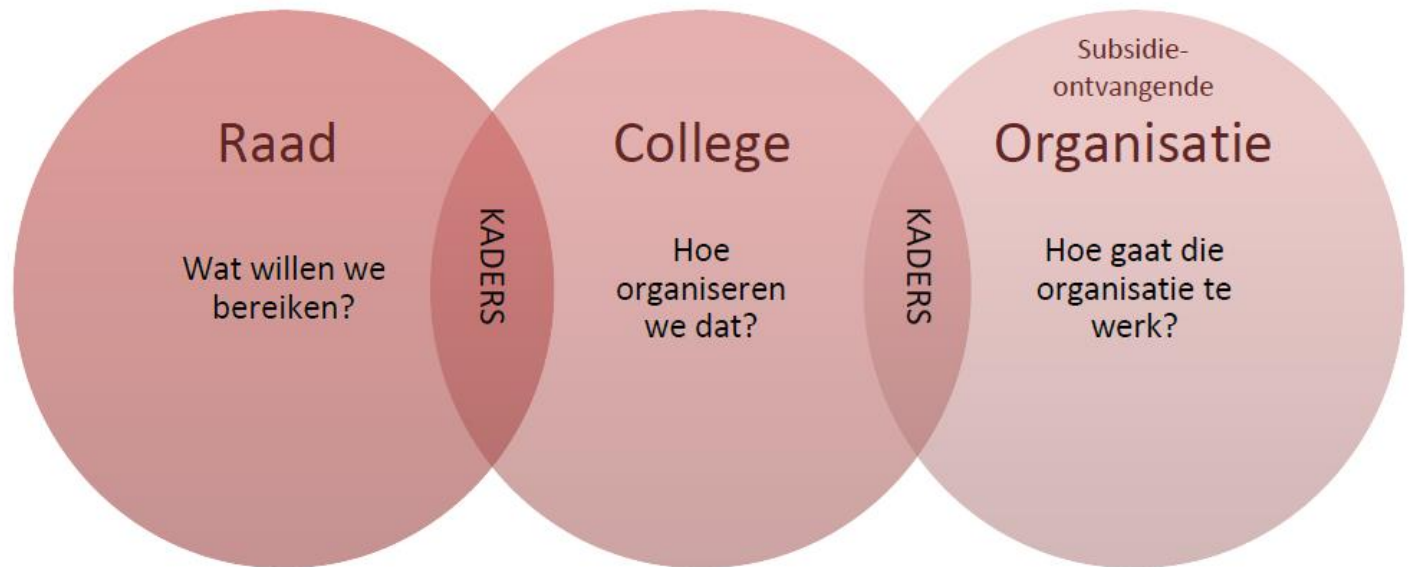 Raad
Wat willen we
bereiken?
KADERS
College
Hoe
organiseren
we dat?
KADERS
Subsidie-
ontvangende
Organisatie
Hoe gaat die
organisatie te
werk?